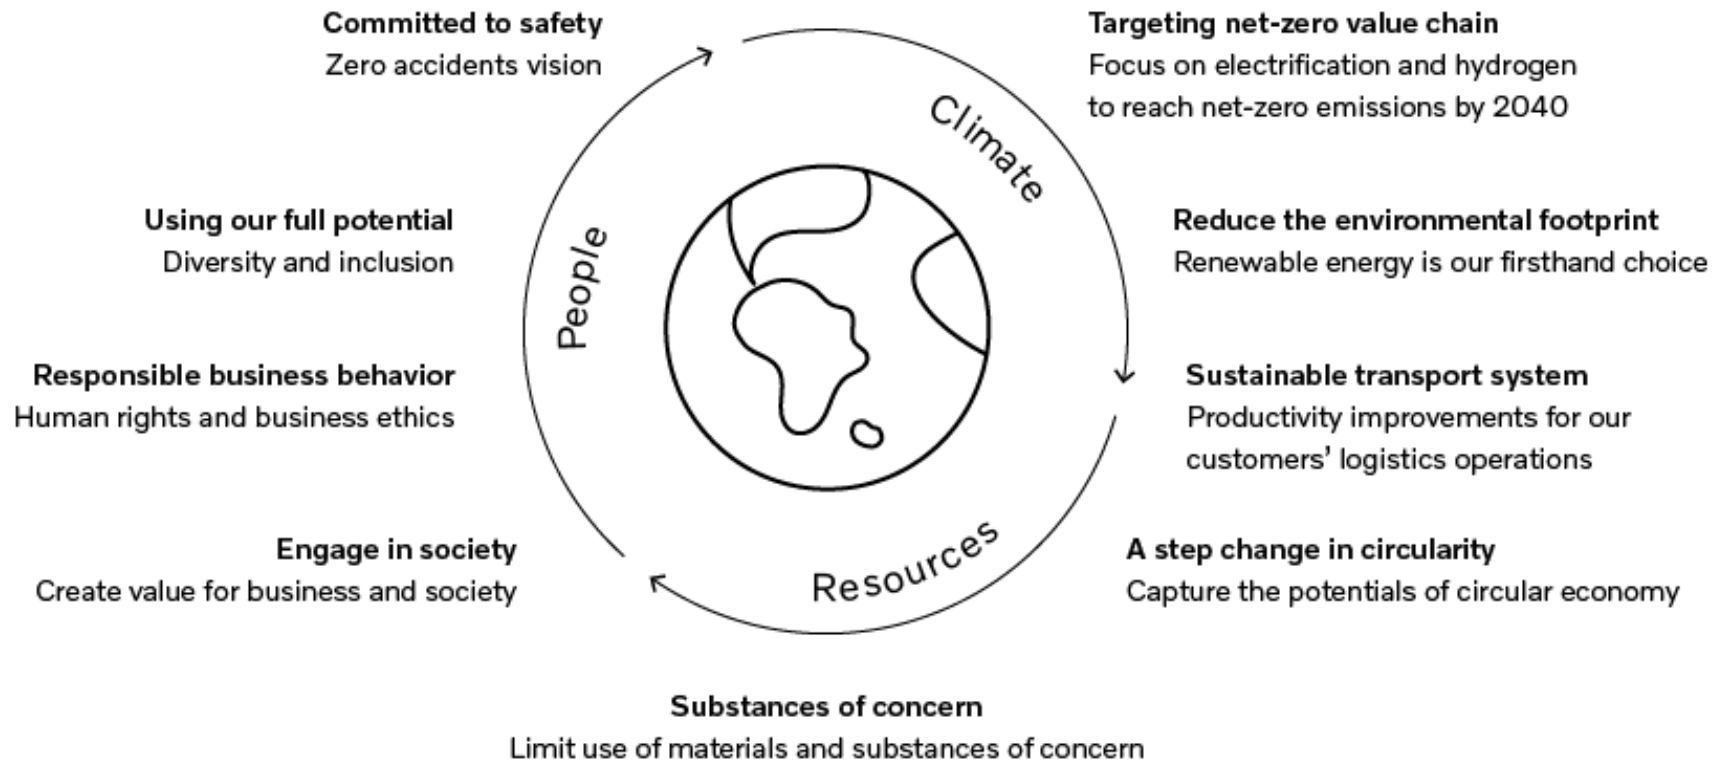 Committed to safety
Zero accidents vision
Targeting net-zero value chain
Focus on electrification and hydrogen
to reach net-zero emissions by 2040
Climate
Using our full potential
Diversity and inclusion
People
Reduce the environmental footprint
Renewable energy is our firsthand choice
Responsible business behavior
Human rights and business ethics
Sustainable transport system
Productivity improvements for our
customers’ logistics operations
Engage in society
Create value for business and society
Resources
A step change in circularity
Capture the potentials of circular economy
Substances of concern
Limit use of materials and substances of concern